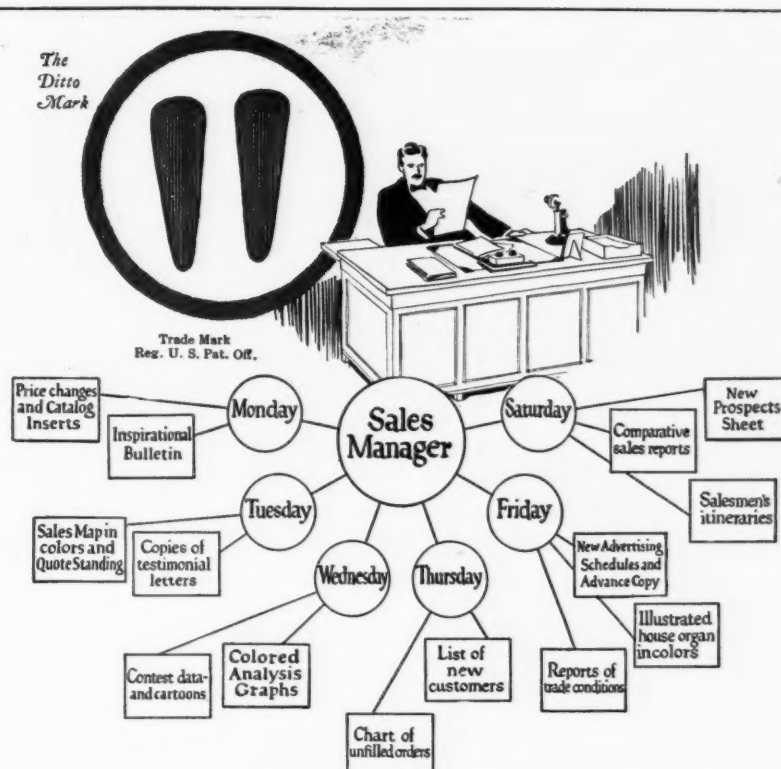 The
Ditto
Mark
Trade Mark
Reg. U. S. Pat. Off.
Sales
Manager
Monday
Price changes
and Catalog
Inserts
Inspirational
Bulletin
Tuesday
Sales Map in
colors and
Quote Standing
Copies of
testimonial
letters
Wednesday
Contest data-
and cartoons
Colored
Analysis
Graphs
Thursday
Chart of
unfilled orders
List of
new
customers
Friday
New Advertising
Schedules and
Advance Copy
Illustrated
house organ
in colors
Reports of
trade conditions
Saturday
New
Prospects
Sheet
Comparative
sales reports
Salesmen's
itineraries